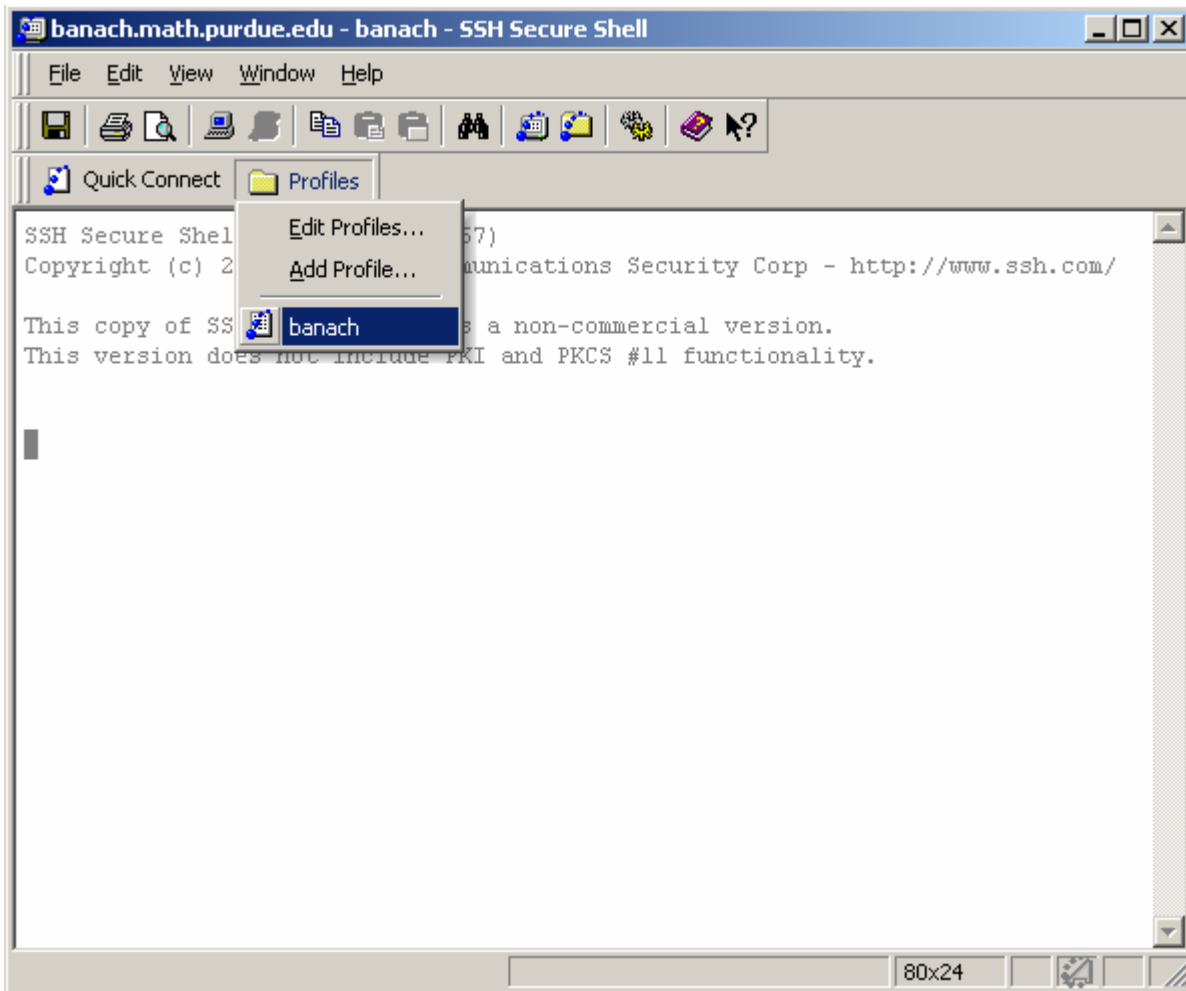 banach.math.purdue.edu - banach - SSH Secure Shell
File Edit View Window Help
Quick Connect Profiles
Edit Profiles...
Add Profile...
banach
SSH Secure Shel 57)
Copyright (c) 2 munications Security Corp - http://www.ssh.com/
This copy of SS s a non-commercial version.
This version does not include PKI and PKCS #11 functionality.
80x24